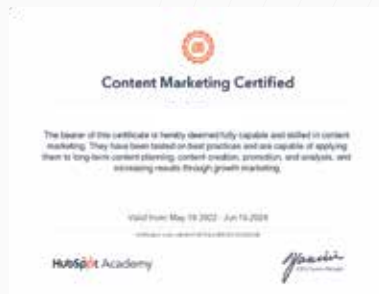 Content Marketing Certified
The bearer of this certificate is hereby deemed fully capable and skilled in content
marketing. They have been tested on best practices and are capable of applying
them to long-term content planning, content creation, promotion, and analysis, and
increasing results through growth marketing.
Valid from: May 19 2022 - Jun 2024
HubSpot Academy